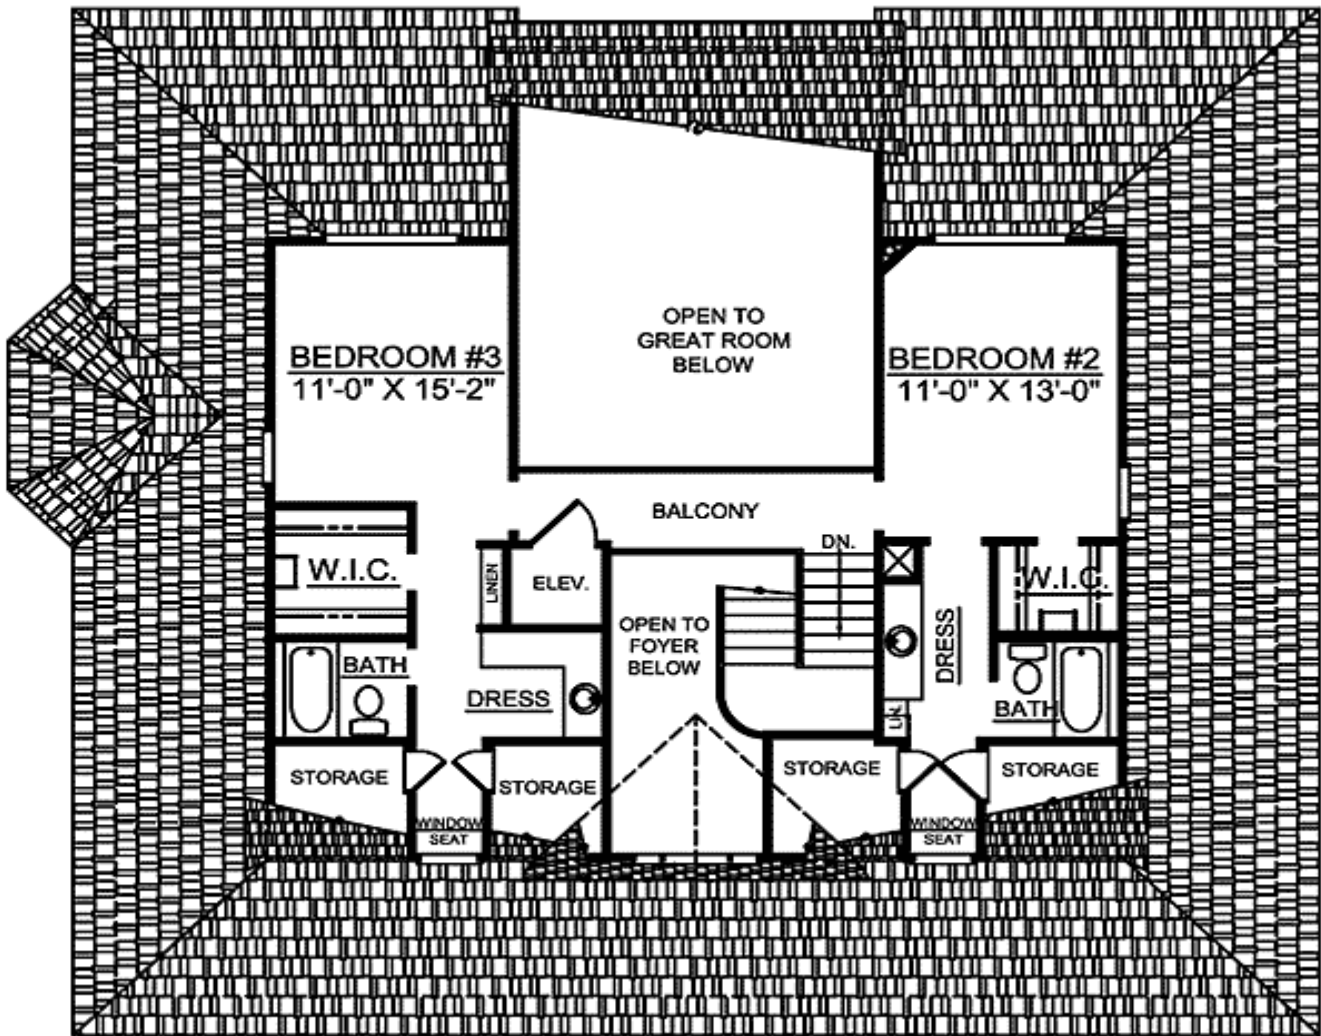 OPEN TO
GREAT ROOM
BELOW
BEDROOM #3
11'-0" X 15'-2"
BEDROOM #2
11'-0" X 13'-0"
BALCONY
DN.
W.I.C.
LINEN
ELEV.
W.I.C.
OPEN TO
FOYER
BELOW
DRESS
BATH
DRESS
BATH
LIN.
STORAGE
STORAGE
STORAGE
STORAGE
WINDOW
SEAT
WINDOW
SEAT